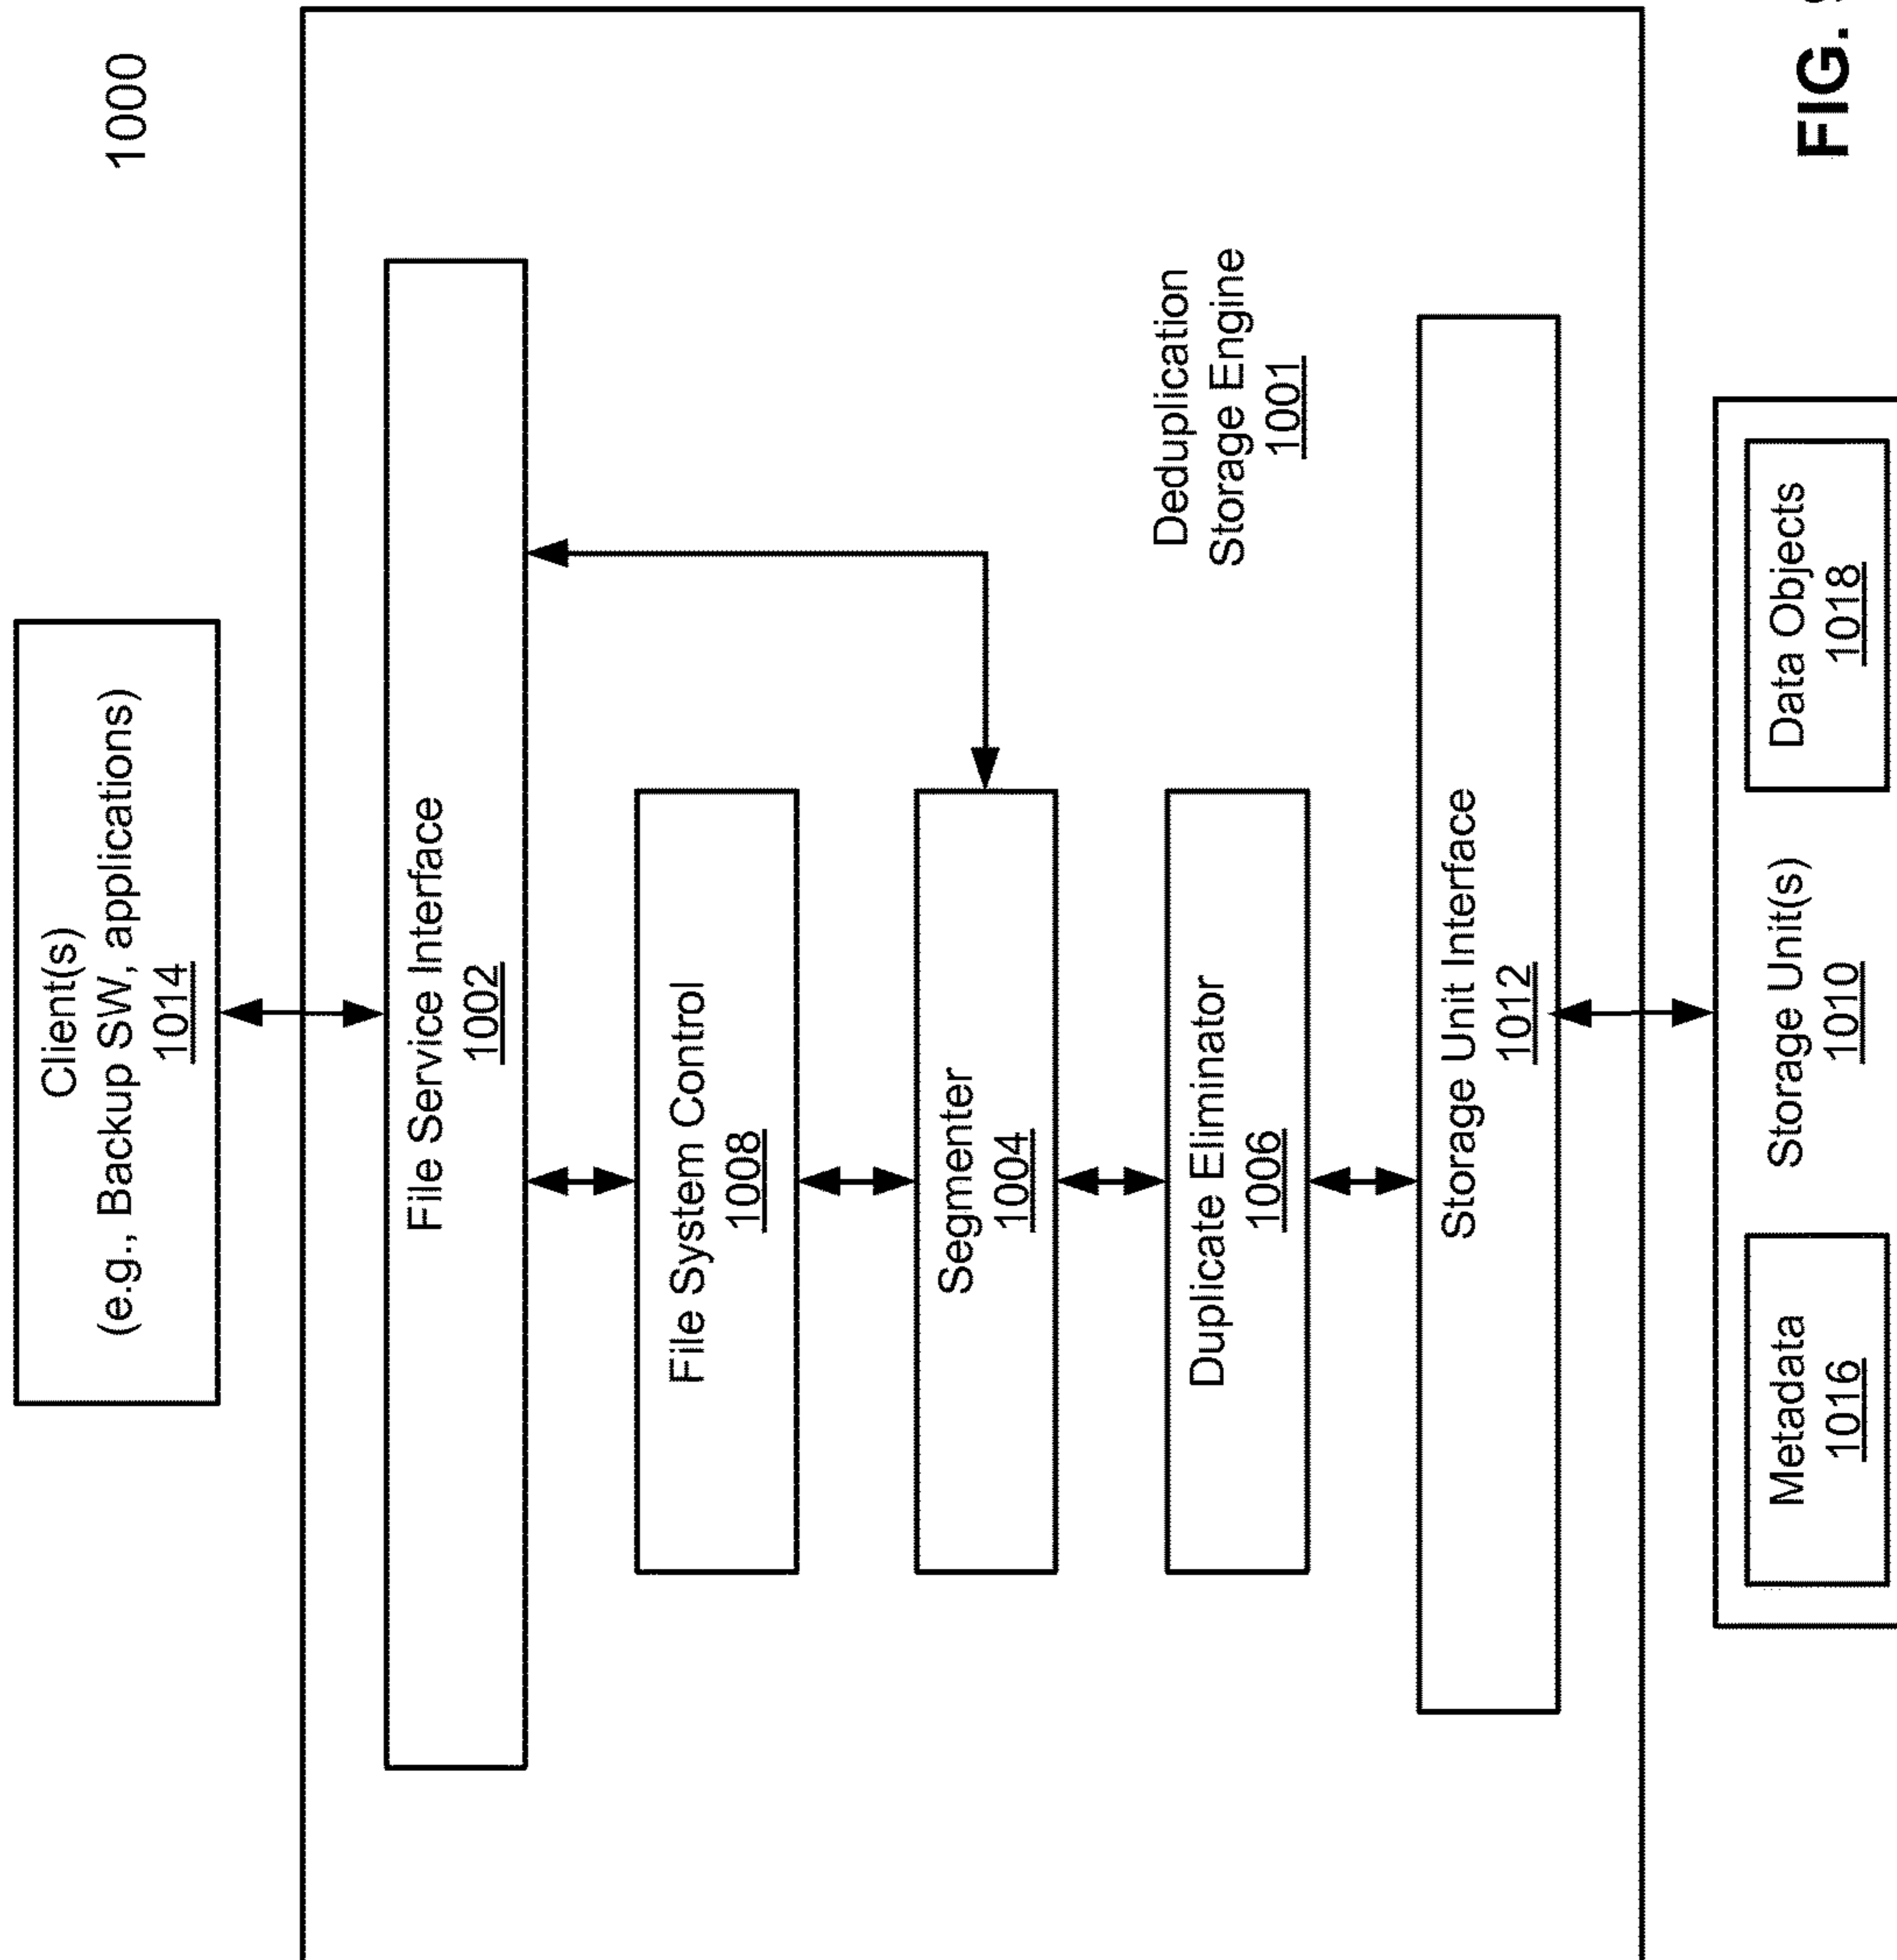 1000
Client(s)
(e.g., Backup SW, applications)
1014
File Service Interface
1002
File System Control
1008
Segmenter
1004
Duplicate Eliminator
1006
Deduplication
Storage Engine
1001
Storage Unit Interface
1012
Metadata
1016
Storage Unit(s)
1010
Data Objects
1018
FIG.